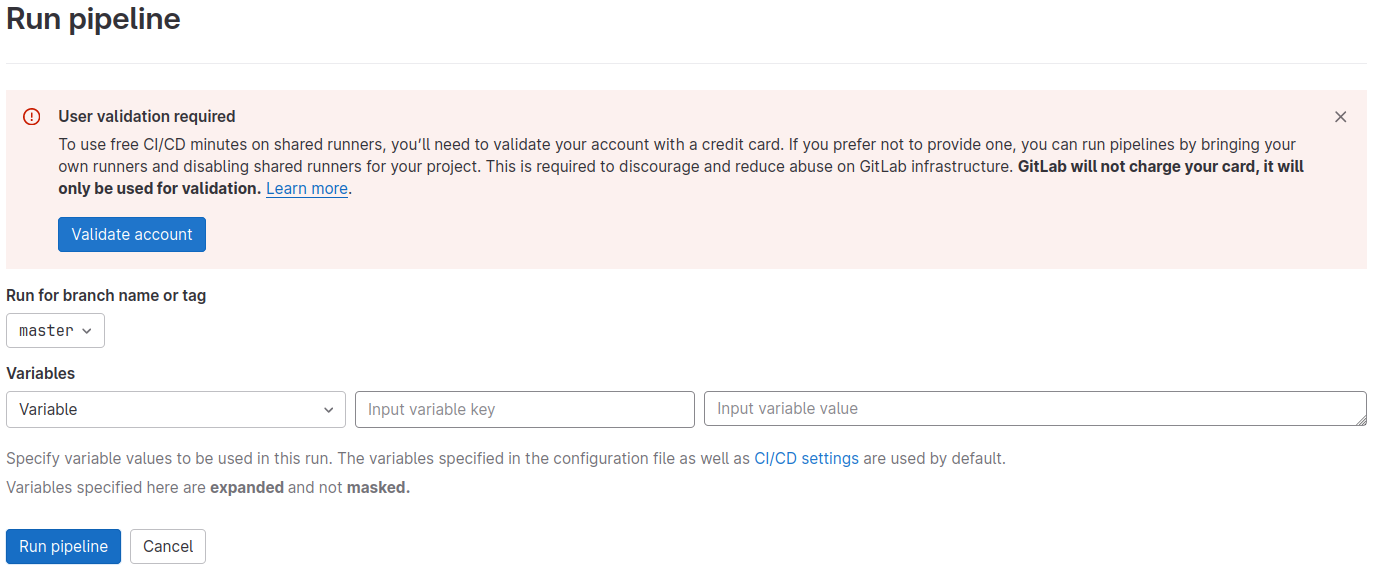 Run pipeline
User validation required
To use free CI/CD minutes on shared runners, you'll need to validate your account with a credit card. If you prefer not to provide one, you can run pipelines by bringing your
own runners and disabling shared runners for your project. This is required to discourage and reduce abuse on GitLab infrastructure. GitLab will not charge your card, it will
only be used for validation. Learn more.
Validate account
Run for branch name or tag
master
Variables
Variable Input variable key Input variable value
Specify variable values to be used in this run. The variables specified in the configuration file as well as CI/CD settings are used by default.
Variables specified here are expanded and not masked.
Run pipeline Cancel